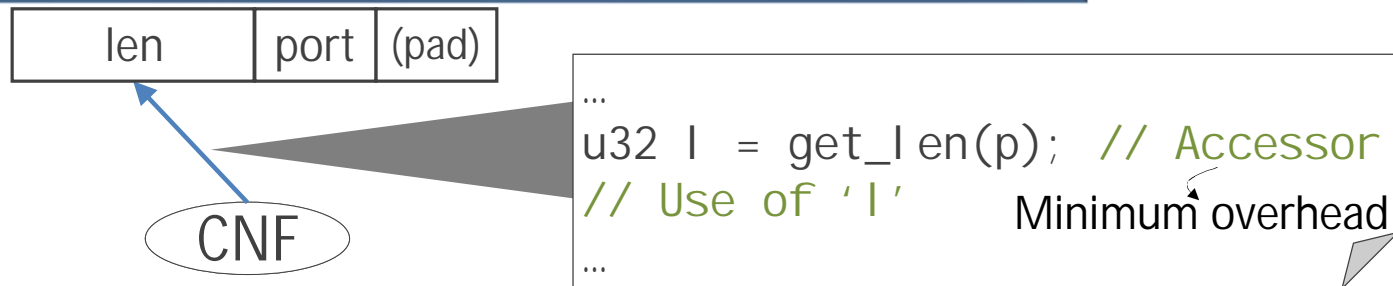 len port (pad)
…
u32 l = get_len(p); // Accessor
// Use of ‘l’ Minimum overhead
CNF
…